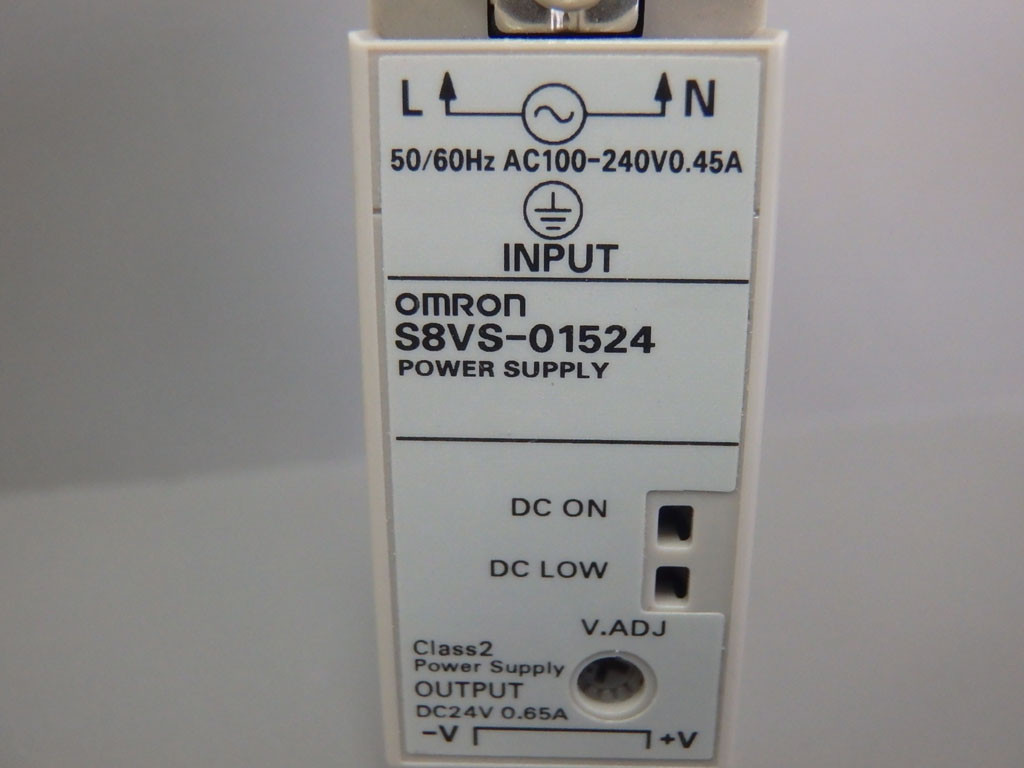 L N
50/60Hz AC100-240V0.45A
INPUT
OMRON
S8VS-01524
POWER SUPPLY
DC ON
DC LOW
V.ADJ
Class2
Power Supply
OUTPUT
DC24V 0.65A
-V +V